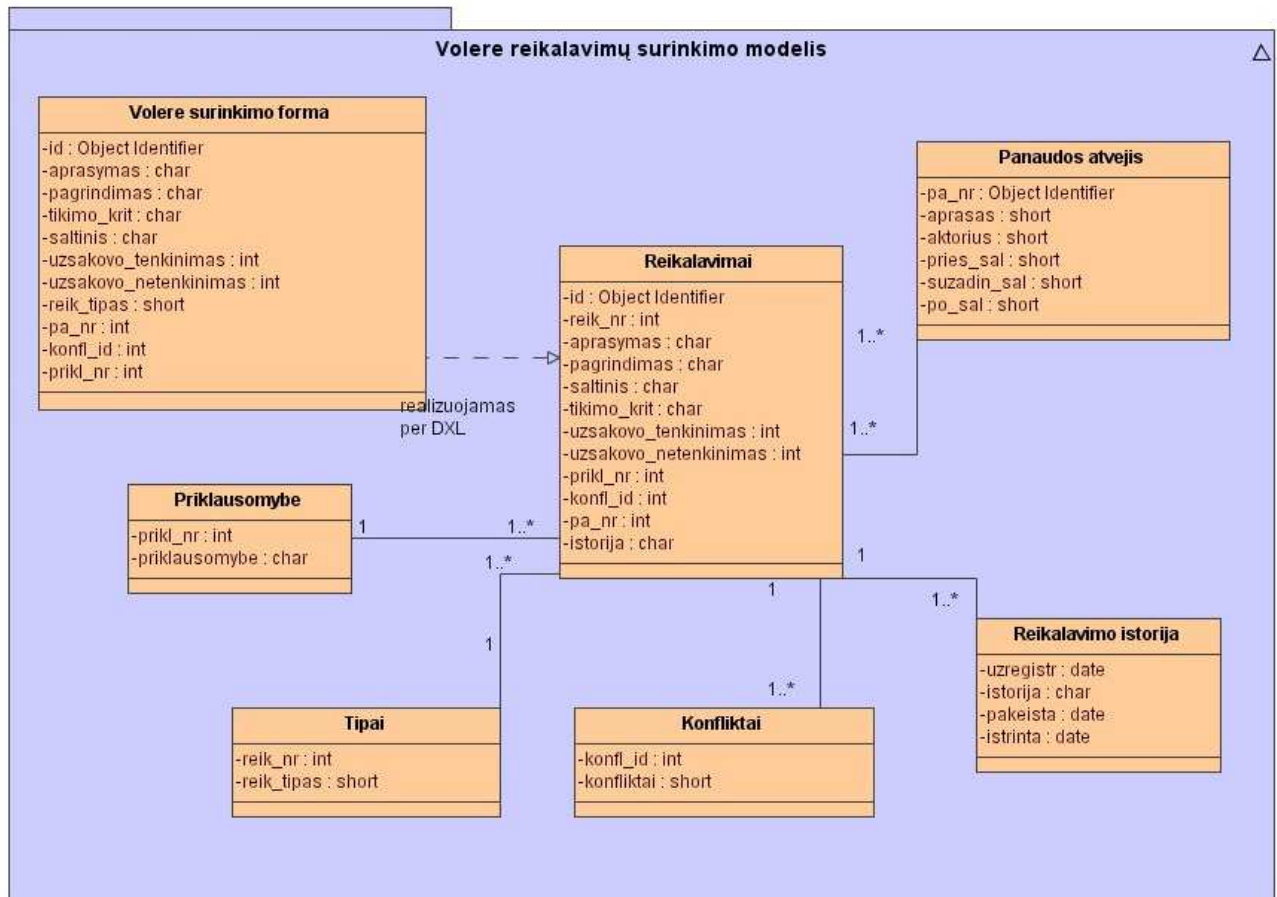 Volere reikalavimų surinkimo modelis
Volere surinkimo forma
-id : Object Identifier
-aprasymas : char
-pagrindimas : char
-tikimo_krit : char
-saltinis : char
-uzsakovo_tenkinimas : int
-uzsakovo_netenkinimas : int
-reik_tipas : short
-pa_nr : int
-konfl_id : int
-prikl_nr : int
Panaudos atvejis
-pa_nr : Object Identifier
-aprasas : short
-aktorius : short
-pries_sal : short
-suzadin_sal : short
-po_sal : short
Reikalavimai
-id : Object Identifier
-reik_nr : int
-aprasymas : char
-pagrindimas : char
-saltinis : char
-tikimo_krit : char
-uzsakovo_tenkinimas : int
-uzsakovo_netenkinimas : int
-prikl_nr : int
-konfl_id : int
-pa_nr : int
-istorija : char
1..*
1..*
realizuojamas
per DXL
Priklausomybe
-prikl_nr : int
-priklausomybe : char
1
1..*
1..*
1
1
1..*
1
1..*
Reikalavimo istorija
-uzregistr : date
-istorija : char
-pakeista : date
-istrinta : date
Tipai
-reik_nr : int
-reik_tipas : short
Konfliktai
-konfl_id : int
-konfliktai : short